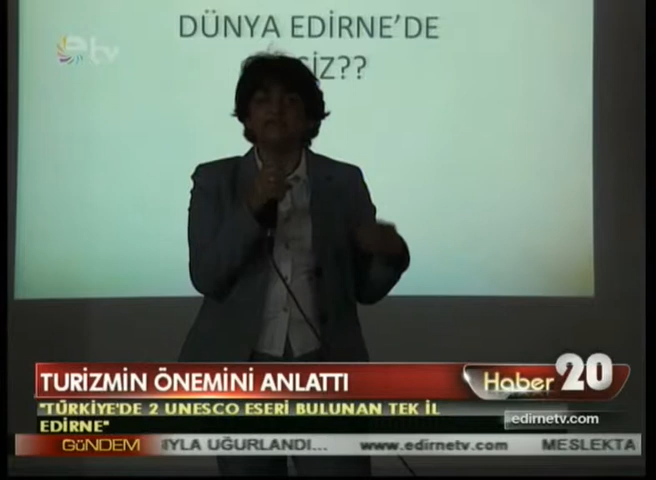 DÜNYA EDİRNE'DE
SİZ??
etv
TURİZMİN ÖNEMİNİ ANLATTI
Haber 20
"TÜRKİYE'DE 2 UNESCO ESERİ BULUNAN TEK İL
EDİRNE"
edirnetv.com
GÜNDEM IYLA UĞURLANDI... www.edirnetv.com MESLEKTA